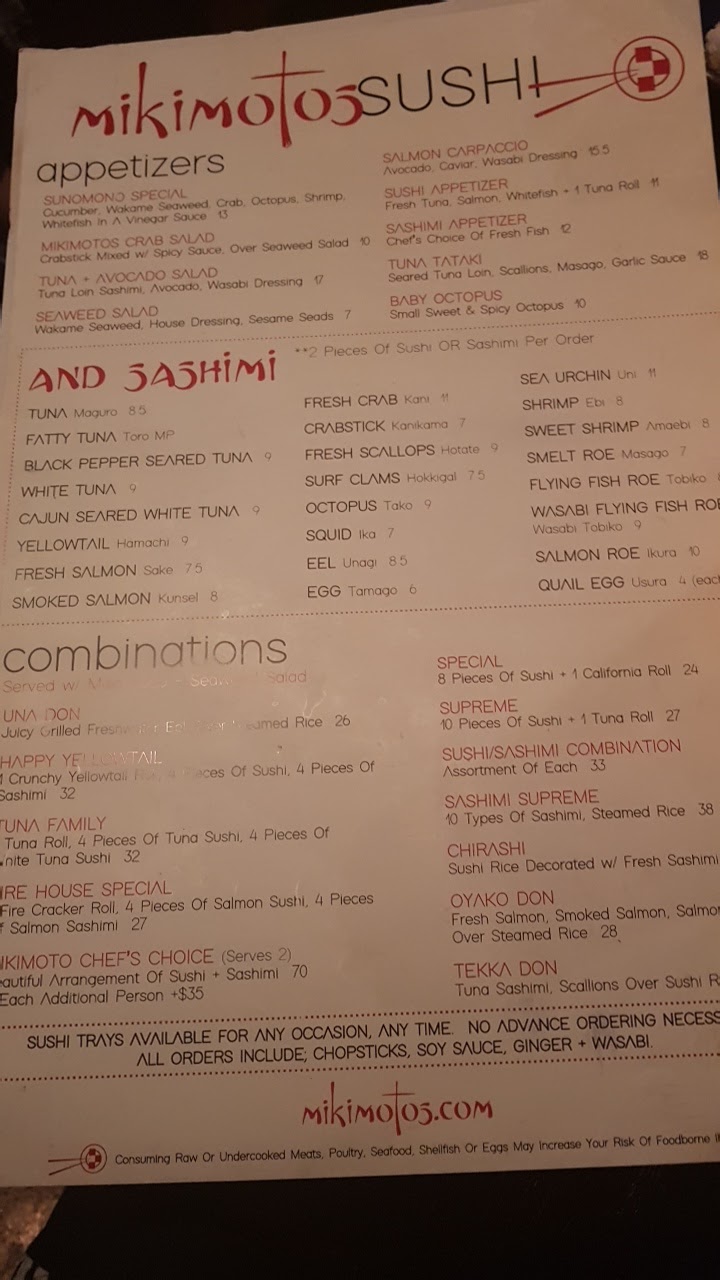 mikimotos SUSHI
appetizers
SUNOMONO SPECIAL
Cucumber, Wakame Seaweed, Crab, Octopus, Shrimp,
Whitefish In A Vinegar Sauce 13
MIKIMOTOS CRAB SALAD
Crabstick Mixed w/ Spicy Sauce, Over Seaweed Salad 10
TUNA + AVOCADO SALAD
Tuna Loin Sashimi, Avocado, Wasabi Dressing 17
SEAWEED SALAD
Wakame Seaweed, House Dressing, Sesame Seads 7
SALMON CARPACCIO
Avocado, Caviar, Wasabi Dressing 15.5
SUSHI APPETIZER
Fresh Tuna, Salmon, Whitefish + 1 Tuna Roll 11
SASHIMI APPETIZER
Chef's Choice Of Fresh Fish 12
TUNA TATAKI
Seared Tuna Loin, Scallions, Masago, Garlic Sauce 18
BABY OCTOPUS
Small Sweet & Spicy Octopus 10
AND SASHIMI **2 Pieces Of Sushi OR Sashimi Per Order
TUNA Maguro 8.5
FATTY TUNA Toro MP
BLACK PEPPER SEARED TUNA 9
WHITE TUNA 9
CAJUN SEARED WHITE TUNA 9
YELLOWTAIL Hamachi 9
FRESH SALMON Sake 7.5
SMOKED SALMON Kunsei 8
FRESH CRAB Kani 11
CRABSTICK Kanikama 7
FRESH SCALLOPS Hotate 9
SURF CLAMS Hokkigai 7.5
OCTOPUS Tako 9
SQUID Ika 7
EEL Unagi 8.5
EGG Tamago 6
SEA URCHIN Uni 11
SHRIMP Ebi 8
SWEET SHRIMP Amaebi 8
SMELT ROE Masago 7
FLYING FISH ROE Tobiko
WASABI FLYING FISH ROE
Wasabi Tobiko 9
SALMON ROE Ikura 10
QUAIL EGG Usura 4 (each
combinations
Served w/ Seaweed Salad
UNA DON
Juicy Grilled Steamed Rice 26
HAPPY YELLOWTAIL
1 Crunchy Yellowtail 4 Pieces Of Sushi, 4 Pieces Of
Sashimi 32
TUNA FAMILY
Tuna Roll, 4 Pieces Of Tuna Sushi, 4 Pieces Of
Tuna Sushi 32
IRE HOUSE SPECIAL
Fire Cracker Roll, 4 Pieces Of Salmon Sushi, 4 Pieces
f Salmon Sashimi 27
IKIMOTO CHEF'S CHOICE (Serves 2)
eautiful Arrangement Of Sushi + Sashimi 70
Each Additional Person +$35
SPECIAL
8 Pieces Of Sushi + 1 California Roll 24
SUPREME
10 Pieces Of Sushi + 1 Tuna Roll 27
SUSHI/SASHIMI COMBINATION
Assortment Of Each 33
SASHIMI SUPREME
10 Types Of Sashimi, Steamed Rice 38
CHIRASHI
Sushi Rice Decorated w/ Fresh Sashimi
OYAKO DON
Fresh Salmon, Smoked Salmon, Salmo
Over Steamed Rice 28
TEKKA DON
Tuna Sashimi, Scallions Over Sushi R
SUSHI TRAYS AVAILABLE FOR ANY OCCASION, ANY TIME. NO ADVANCE ORDERING NECESS
ALL ORDERS INCLUDE; CHOPSTICKS, SOY SAUCE, GINGER + WASABI.
mikimotos.com
Consuming Raw Or Undercooked Meats, Poultry, Seafood, Shellfish Or Eggs May Increase Your Risk Of Foodborne